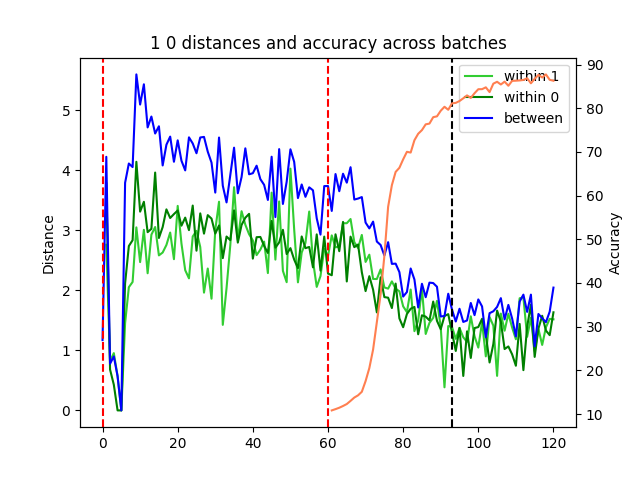 1 0 distances and accuracy across batches
within 1
within 0
between
Distance
Accuracy
5
4
3
2
1
0
90
80
70
60
50
40
30
20
10
0 20 40 60 80 100 120